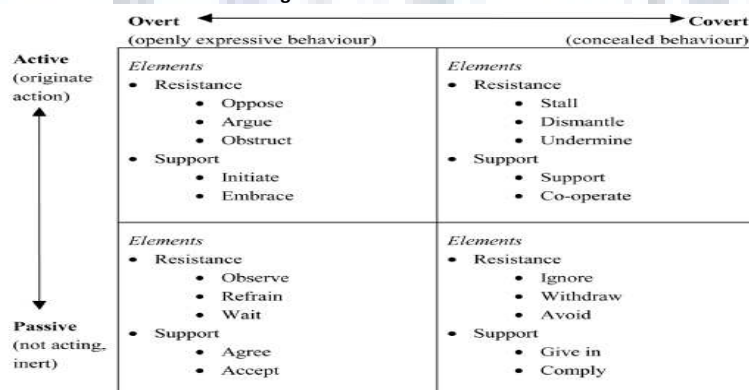 Overt Covert
(openly expressive behaviour) (concealed behaviour)
Active
(originate
action)
Elements
• Resistance
• Oppose
• Argue
• Obstruct
• Support
• Initiate
• Embrace
Elements
• Resistance
• Stall
• Dismantle
• Undermine
• Support
• Support
• Co-operate
Passive
(not acting,
inert)
Elements
• Resistance
• Observe
• Refrain
• Wait
• Support
• Agree
• Accept
Elements
• Resistance
• Ignore
• Withdraw
• Avoid
• Support
• Give in
• Comply